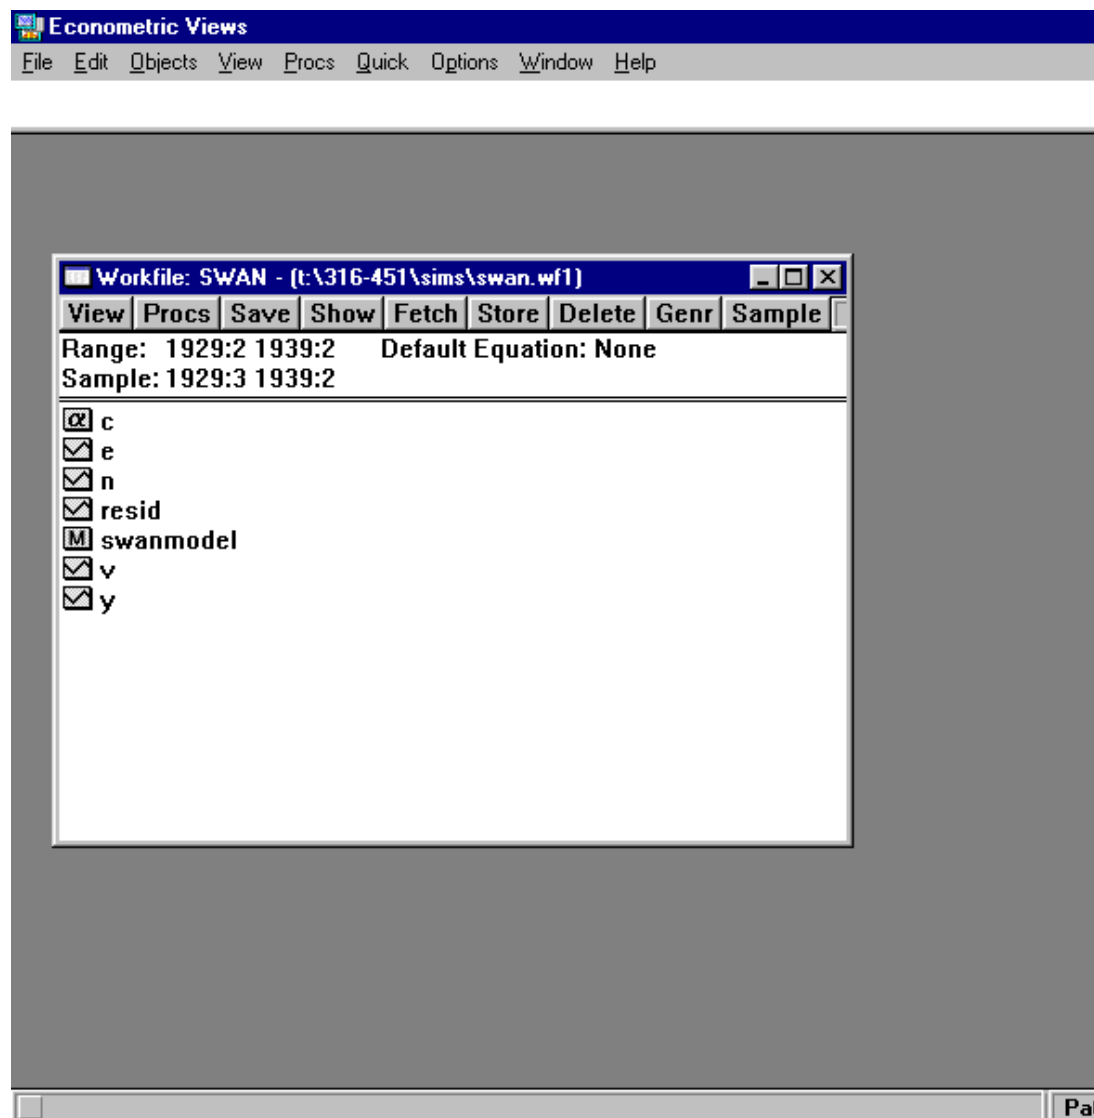 Econometric Views
File Edit Objects View Procs Quick Options Window Help
Workfile: SWAN - (t:\316-451\sims\swan.wf1)
View Procs Save Show Fetch Store Delete Genr Sample
Range: 1929:2 1939:2 Default Equation: None
Sample: 1929:3 1939:2
α c
e
n
resid
M swanmodel
v
y